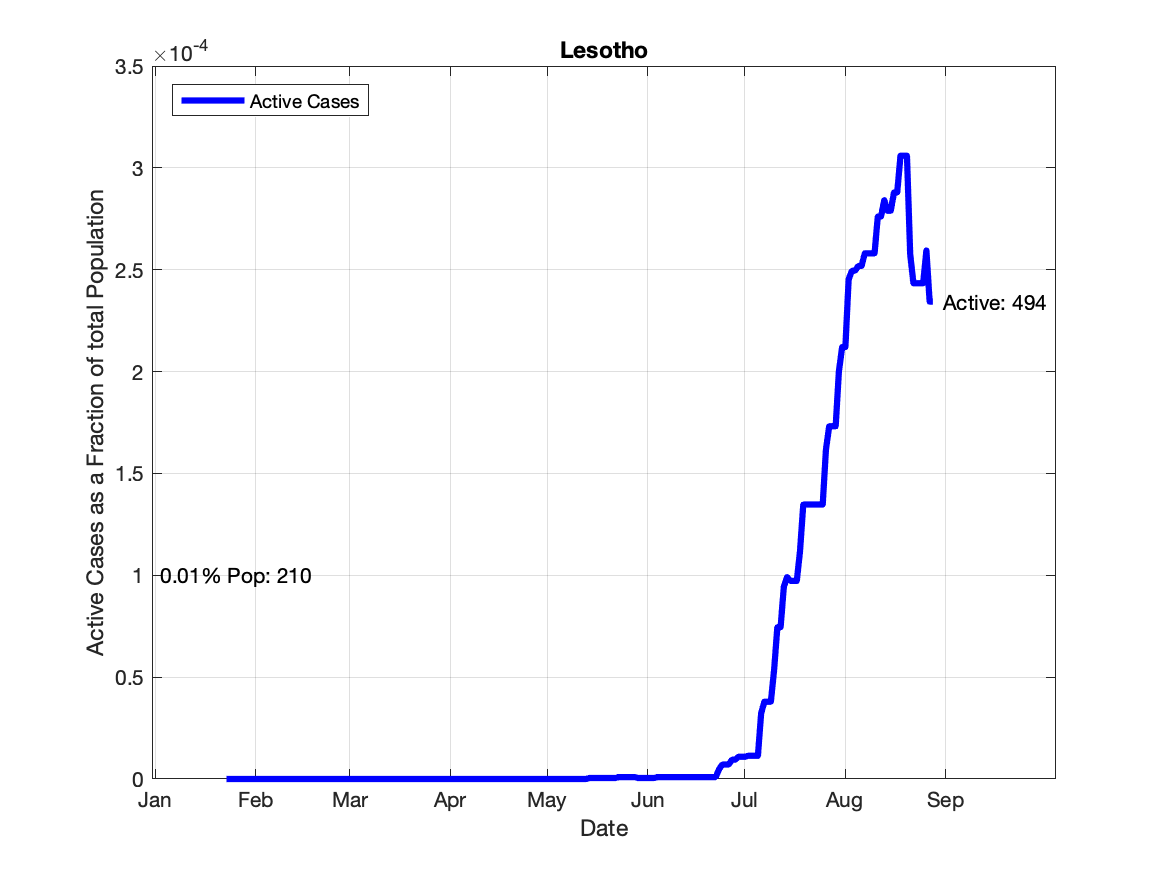 Lesotho
×10-4
3.5
3
2.5
2
1.5
1
0.5
0
Active Cases
Active: 494
0.01% Pop: 210
Active Cases as a Fraction of total Population
Jan Feb Mar Apr May Jun Jul Aug Sep
Date